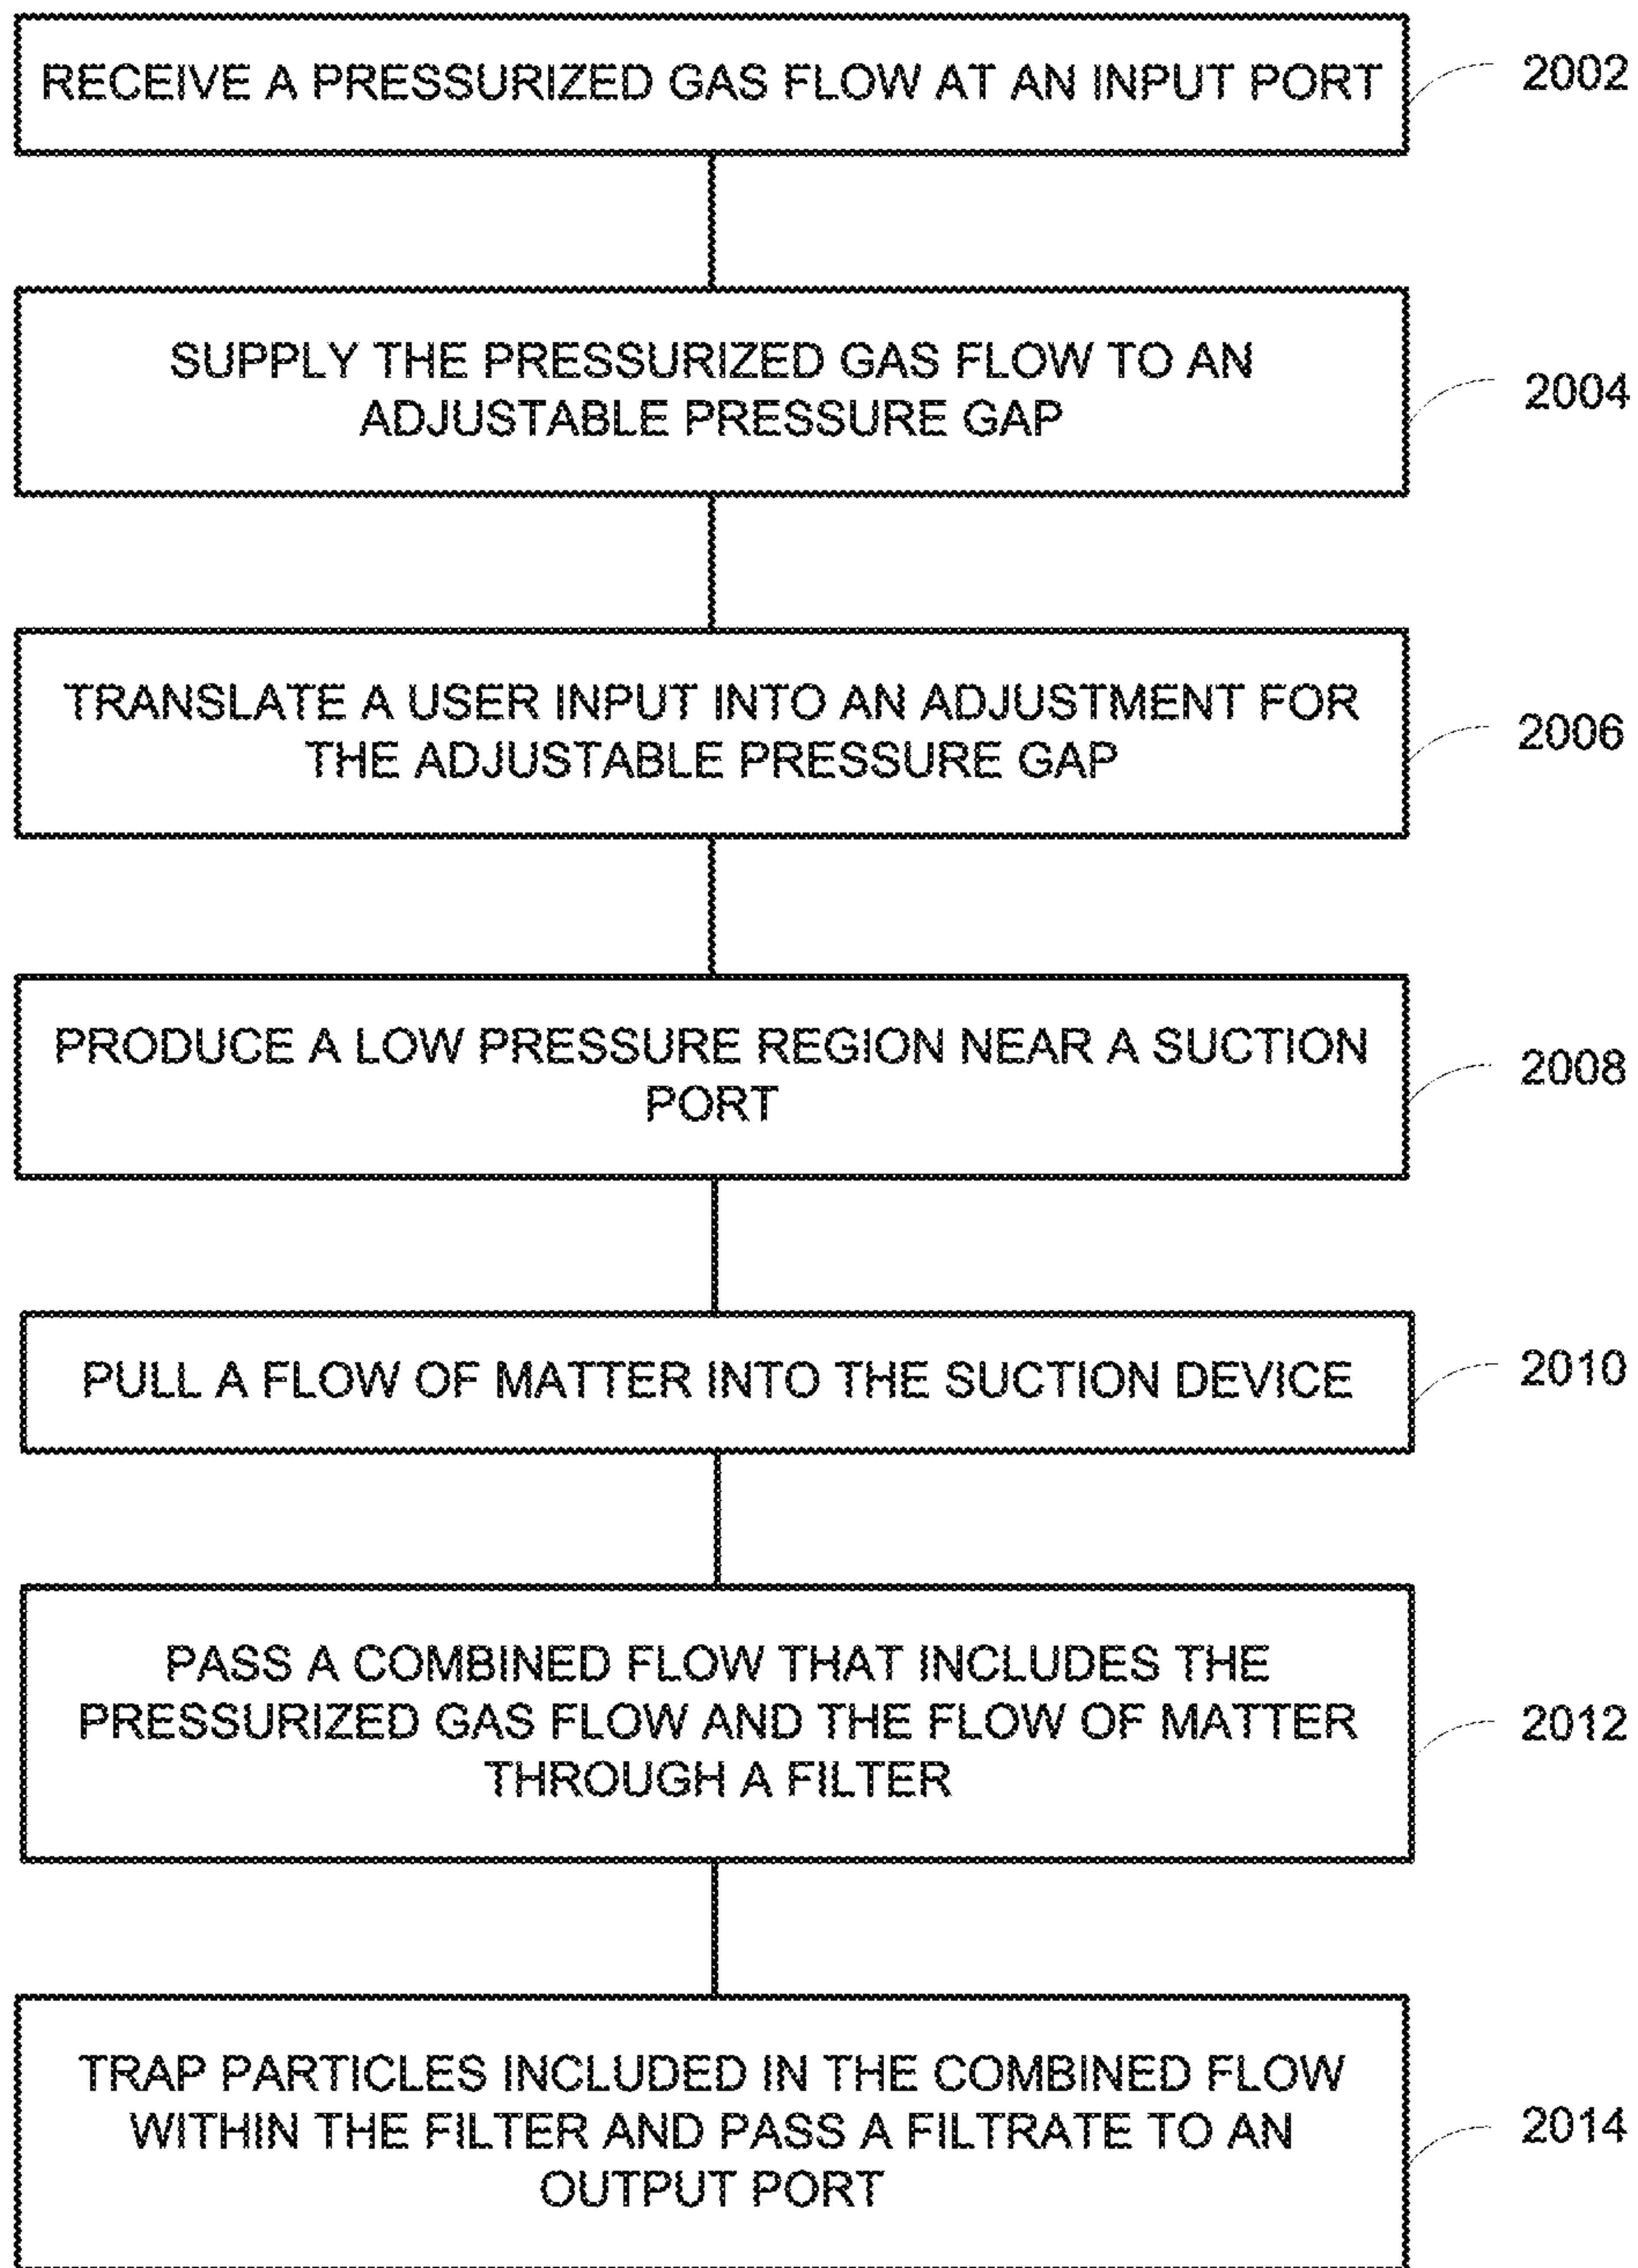 RECEIVE A PRESSURIZED GAS FLOW AT AN INPUT PORT
2002
SUPPLY THE PRESSURIZED GAS FLOW TO AN
ADJUSTABLE PRESSURE GAP
2004
TRANSLATE A USER INPUT INTO AN ADJUSTMENT FOR
THE ADJUSTABLE PRESSURE GAP
2006
PRODUCE A LOW PRESSURE REGION NEAR A SUCTION
PORT
2008
PULL A FLOW OF MATTER INTO THE SUCTION DEVICE
2010
PASS A COMBINED FLOW THAT INCLUDES THE
PRESSURIZED GAS FLOW AND THE FLOW OF MATTER
THROUGH A FILTER
2012
TRAP PARTICLES INCLUDED IN THE COMBINED FLOW
WITHIN THE FILTER AND PASS A FILTRATE TO AN
OUTPUT PORT
2014